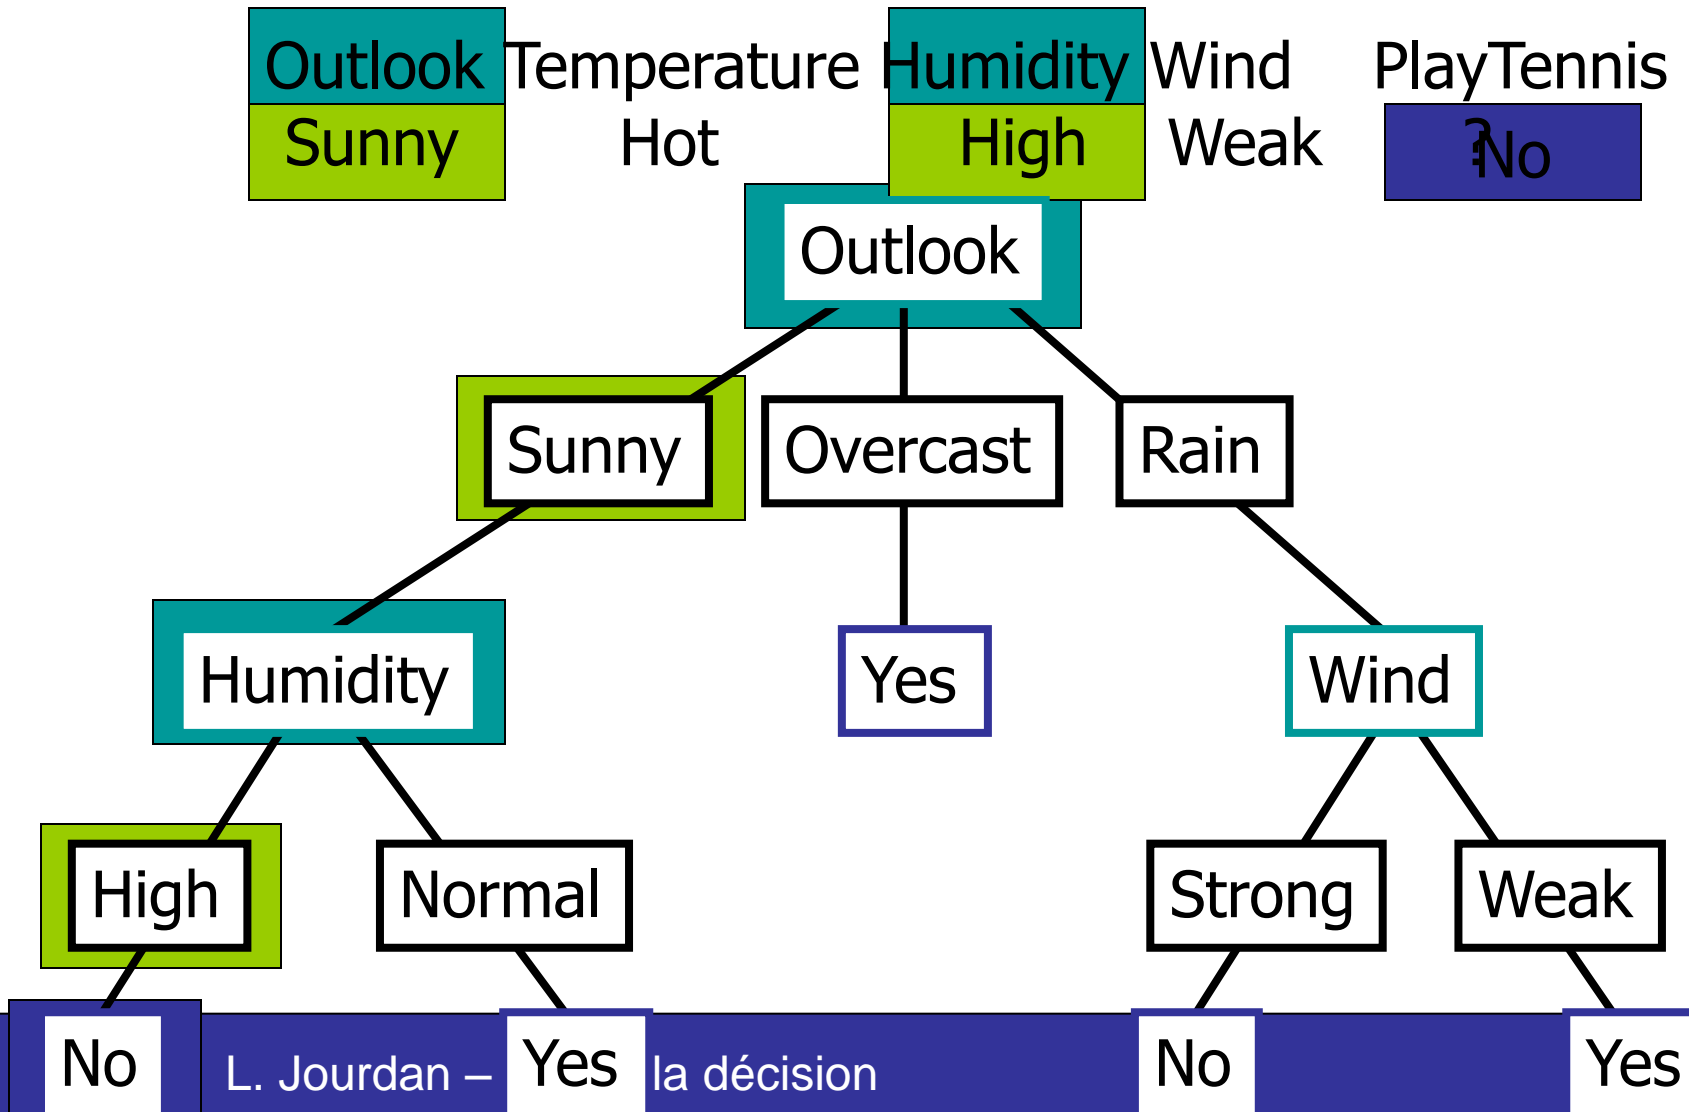 Outlook Temperature Humidity Wind PlayTennis
Sunny Hot High Weak ? No
Outlook
Sunny Overcast Rain
Humidity Yes Wind
High Normal Strong Weak
No Yes No Yes
L. Jourdan – la décision